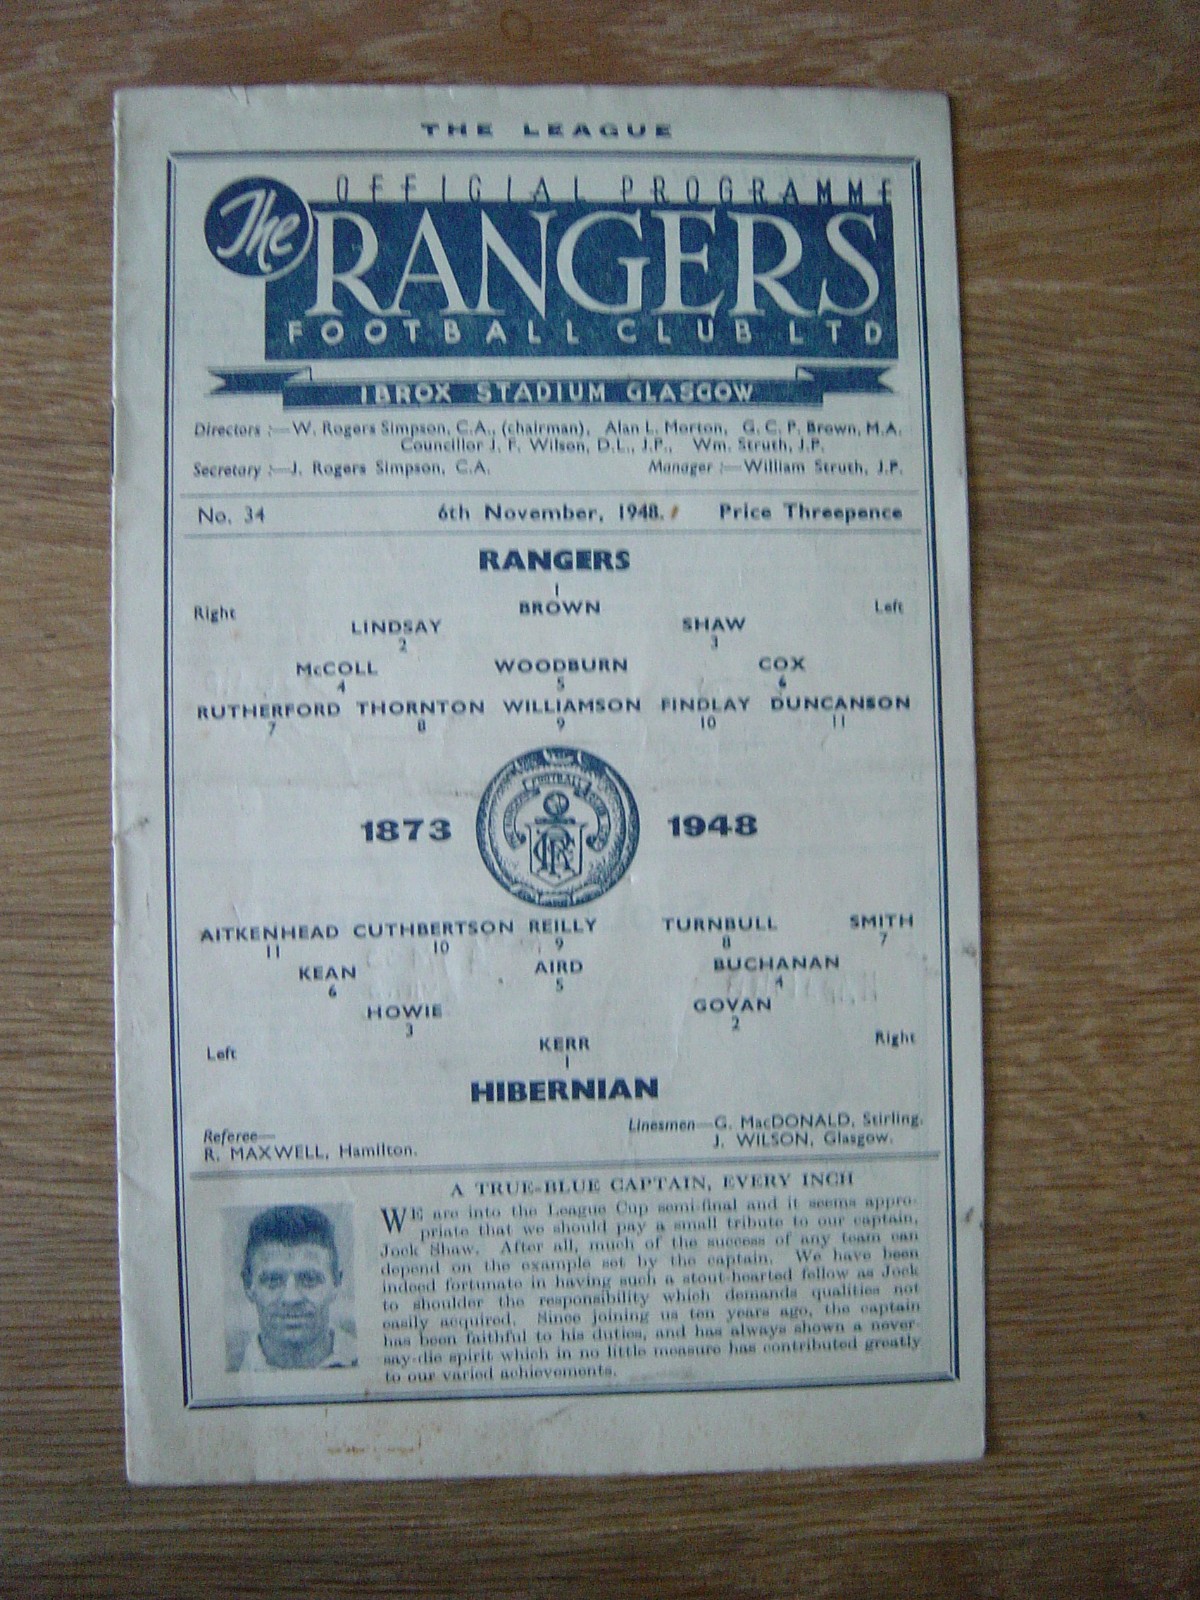 THE LEAGUE
OFFICIAL PROGRAMME
The RANGERS
FOOTBALL CLUB LTD
IBROX STADIUM GLASGOW
Directors :—W. Rogers Simpson, C.A., (chairman), Alan L. Morton, G. C. P. Brown, M.A.
Councillor J. F. Wilson, D.L., J.P., Wm. Struth, J.P.
Secretary :—J. Rogers Simpson, C.A. Manager :—William Struth, J.P.
No. 34 6th November, 1948. Price Threepence
RANGERS
1
Right BROWN Left
LINDSAY SHAW
2 3
McCOLL WOODBURN COX
4 5 6
RUTHERFORD THORNTON WILLIAMSON FINDLAY DUNCANSON
7 8 9 10 11
FOOTBALL
1873 1948
AITKENHEAD CUTHBERTSON REILLY TURNBULL SMITH
11 10 9 8 7
KEAN AIRD BUCHANAN
6 5 4
HOWIE GOVAN
3 2
Left KERR Right
1
HIBERNIAN
Referee— Linesmen—G. MacDONALD, Stirling.
R. MAXWELL, Hamilton. J. WILSON, Glasgow.
A TRUE-BLUE CAPTAIN, EVERY INCH
WE are into the League Cup semi-final and it seems appro-
priate that we should pay a small tribute to our captain,
Jock Shaw. After all, much of the success of any team can
depend on the example set by the captain. We have been
indeed fortunate in having such a stout-hearted fellow as Jock
to shoulder the responsibility which demands qualities not
easily acquired. Since joining us ten years ago, the captain
has been faithful to his duties, and has always shown a never-
say-die spirit which in no little measure has contributed greatly
to our varied achievements.